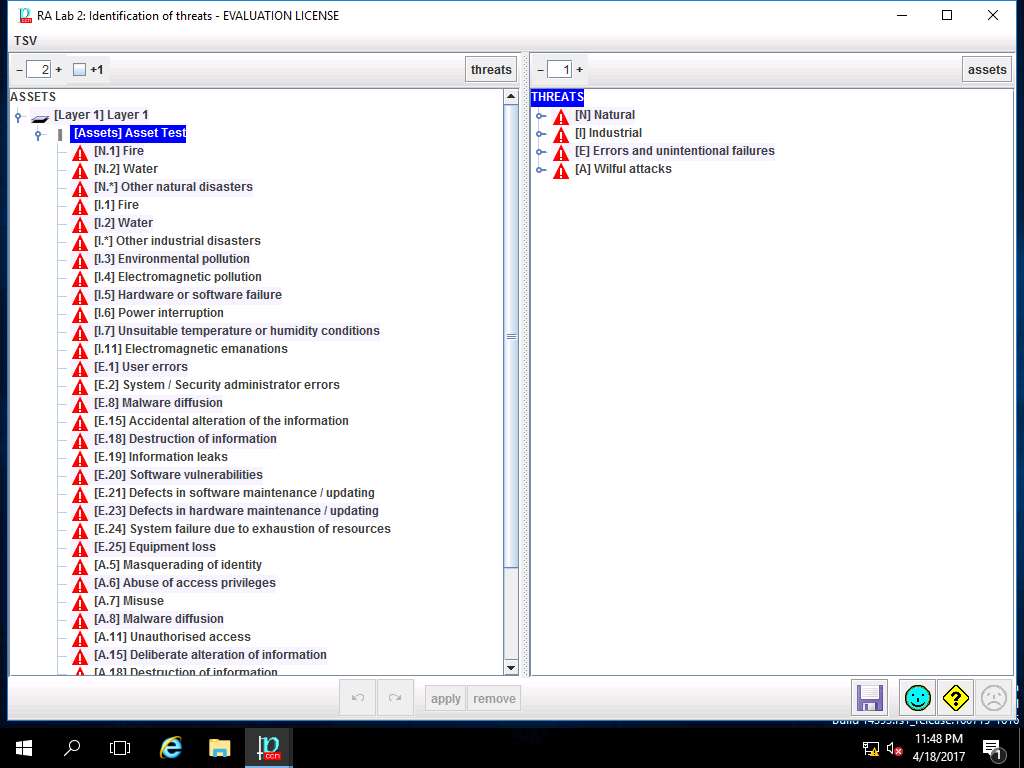 RA Lab 2: Identification of threats - EVALUATION LICENSE
TSV
– 2 + +1 threats
– 1 + assets
ASSETS
[Layer 1] Layer 1
[Assets] Asset Test
[N.1] Fire
[N.2] Water
[N.*] Other natural disasters
[I.1] Fire
[I.2] Water
[I.*] Other industrial disasters
[I.3] Environmental pollution
[I.4] Electromagnetic pollution
[I.5] Hardware or software failure
[I.6] Power interruption
[I.7] Unsuitable temperature or humidity conditions
[I.11] Electromagnetic emanations
[E.1] User errors
[E.2] System / Security administrator errors
[E.8] Malware diffusion
[E.15] Accidental alteration of the information
[E.18] Destruction of information
[E.19] Information leaks
[E.20] Software vulnerabilities
[E.21] Defects in software maintenance / updating
[E.23] Defects in hardware maintenance / updating
[E.24] System failure due to exhaustion of resources
[E.25] Equipment loss
[A.5] Masquerading of identity
[A.6] Abuse of access privileges
[A.7] Misuse
[A.8] Malware diffusion
[A.11] Unauthorised access
[A.15] Deliberate alteration of information
[A.18] Destruction of information
THREATS
[N] Natural
[I] Industrial
[E] Errors and unintentional failures
[A] Wilful attacks
apply remove
11:48 PM
4/18/2017
1